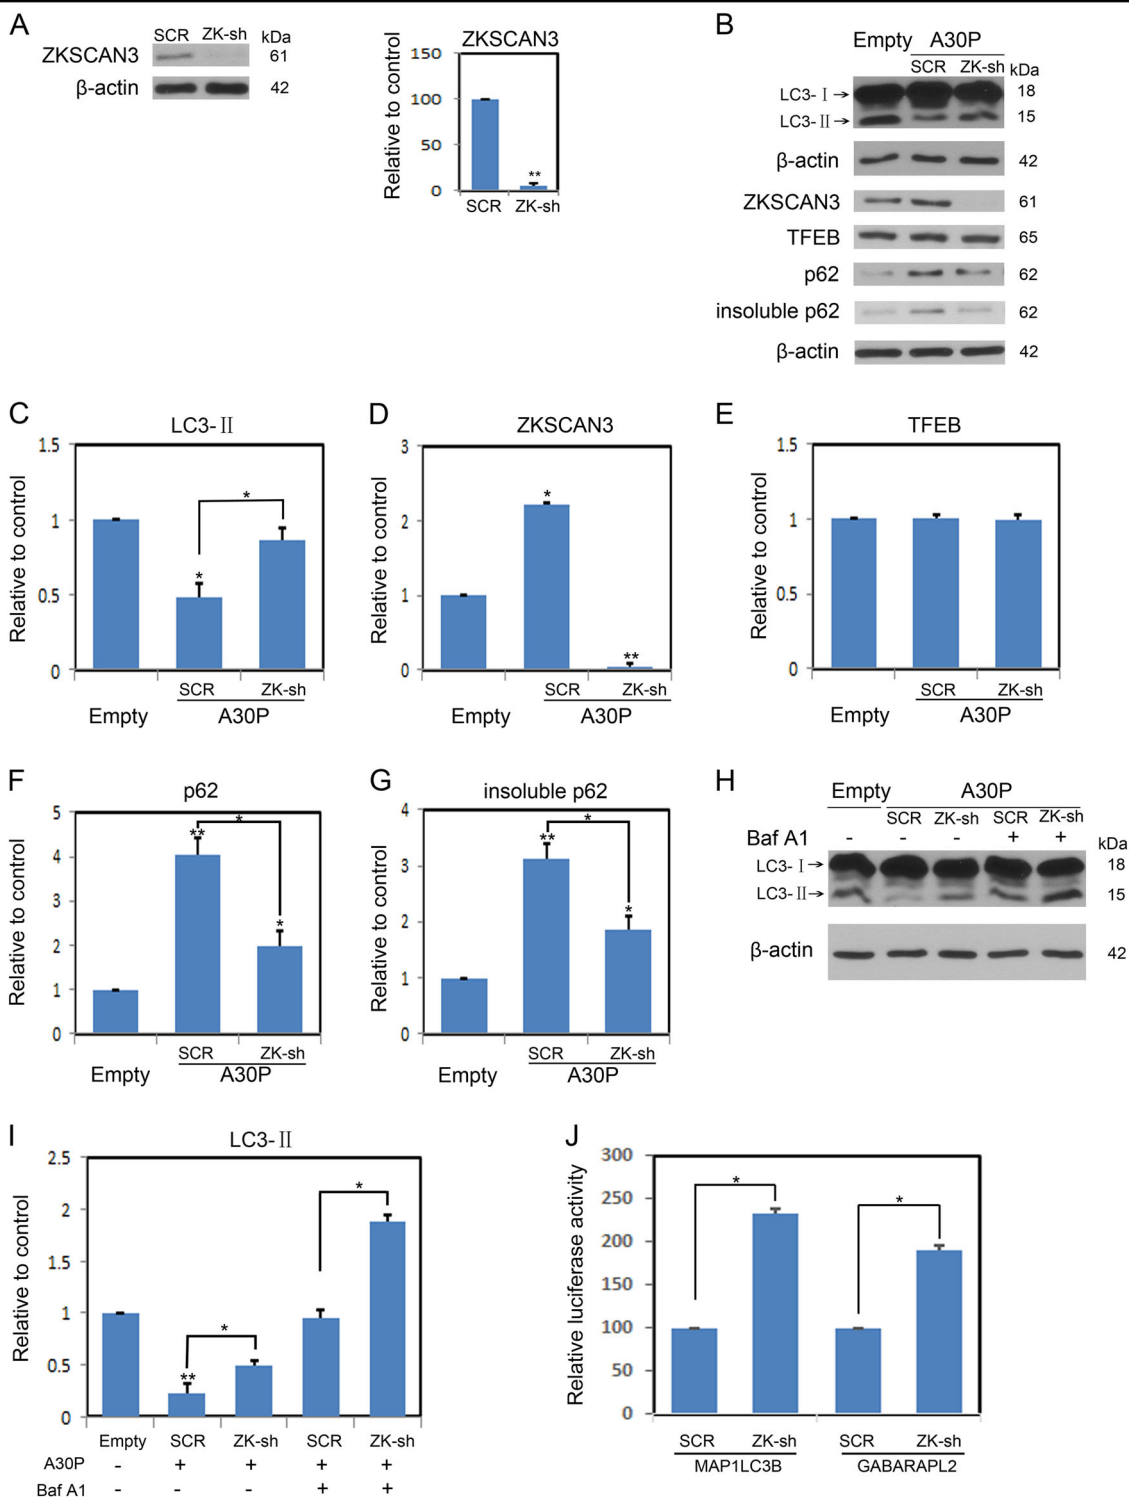 A
SCR ZK-sh kDa
ZKSCAN3 61
β-actin 42
ZKSCAN3
Relative to control
150
100
50
0
**
SCR ZK-sh
B
Empty A30P
SCR ZK-sh kDa
LC3-Ⅰ→ 18
LC3-Ⅱ→ 15
β-actin 42
ZKSCAN3 61
TFEB 65
p62 62
insoluble p62 62
β-actin 42
C
LC3-Ⅱ
Relative to control
1.5
1
0.5
0
*
*
SCR ZK-sh
Empty A30P
D
ZKSCAN3
Relative to control
3
2
1
0
*
**
SCR ZK-sh
Empty A30P
E
TFEB
Relative to control
1.5
1
0.5
0
SCR ZK-sh
Empty A30P
F
p62
Relative to control
5
4
3
2
1
0
**
*
*
SCR ZK-sh
Empty A30P
G
insoluble p62
Relative to control
4
3
2
1
0
**
*
*
SCR ZK-sh
Empty A30P
H
Empty A30P
SCR ZK-sh SCR ZK-sh
Baf A1 - - - + +
kDa
LC3-Ⅰ→ 18
LC3-Ⅱ→ 15
β-actin 42
I
LC3-Ⅱ
Relative to control
2.5
2
1.5
1
0.5
0
**
*
*
Empty SCR ZK-sh SCR ZK-sh
A30P - + + + +
Baf A1 - - - + +
J
Relative luciferase activity
300
250
200
150
100
50
0
*
*
SCR ZK-sh SCR ZK-sh
MAP1LC3B GABARAPL2